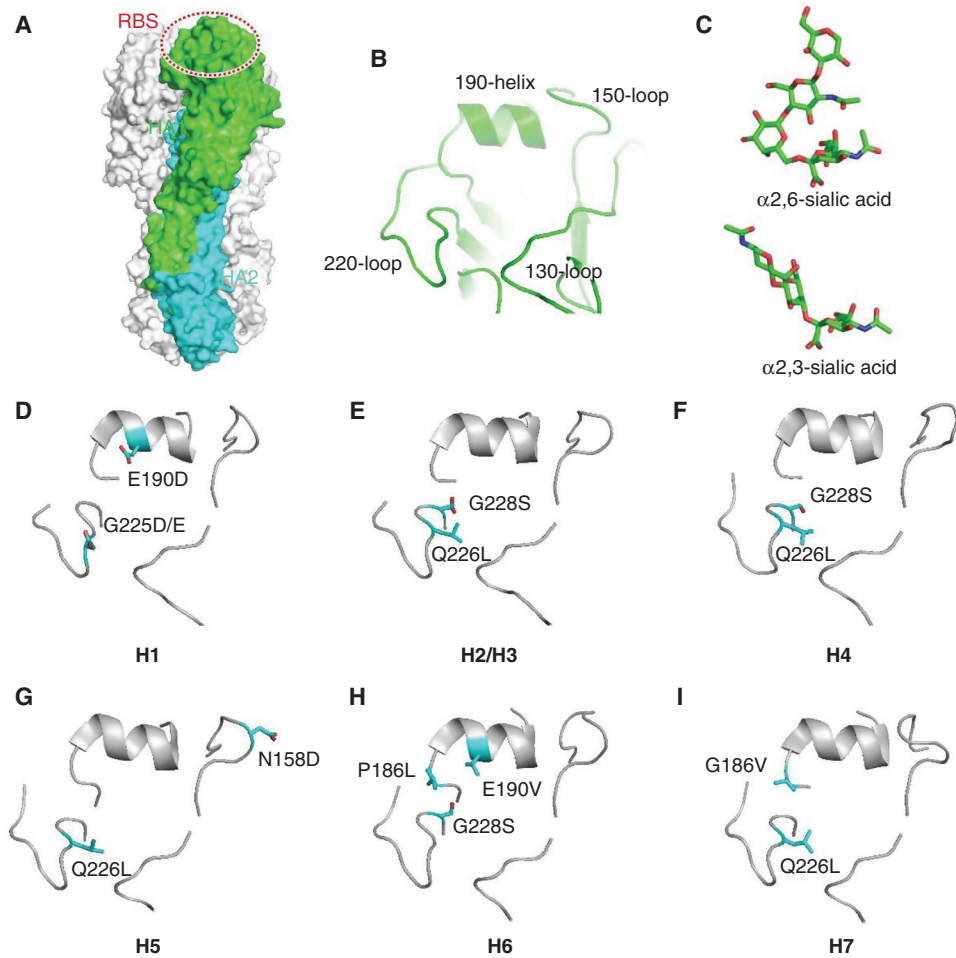 A
RBS
HA1
HA2
B
190-helix
150-loop
220-loop
130-loop
C
α2,6-sialic acid
α2,3-sialic acid
D
E190D
G225D/E
H1
E
G228S
Q226L
H2/H3
F
G228S
Q226L
H4
G
N158D
Q226L
H5
H
P186L
E190V
G228S
H6
I
G186V
Q226L
H7